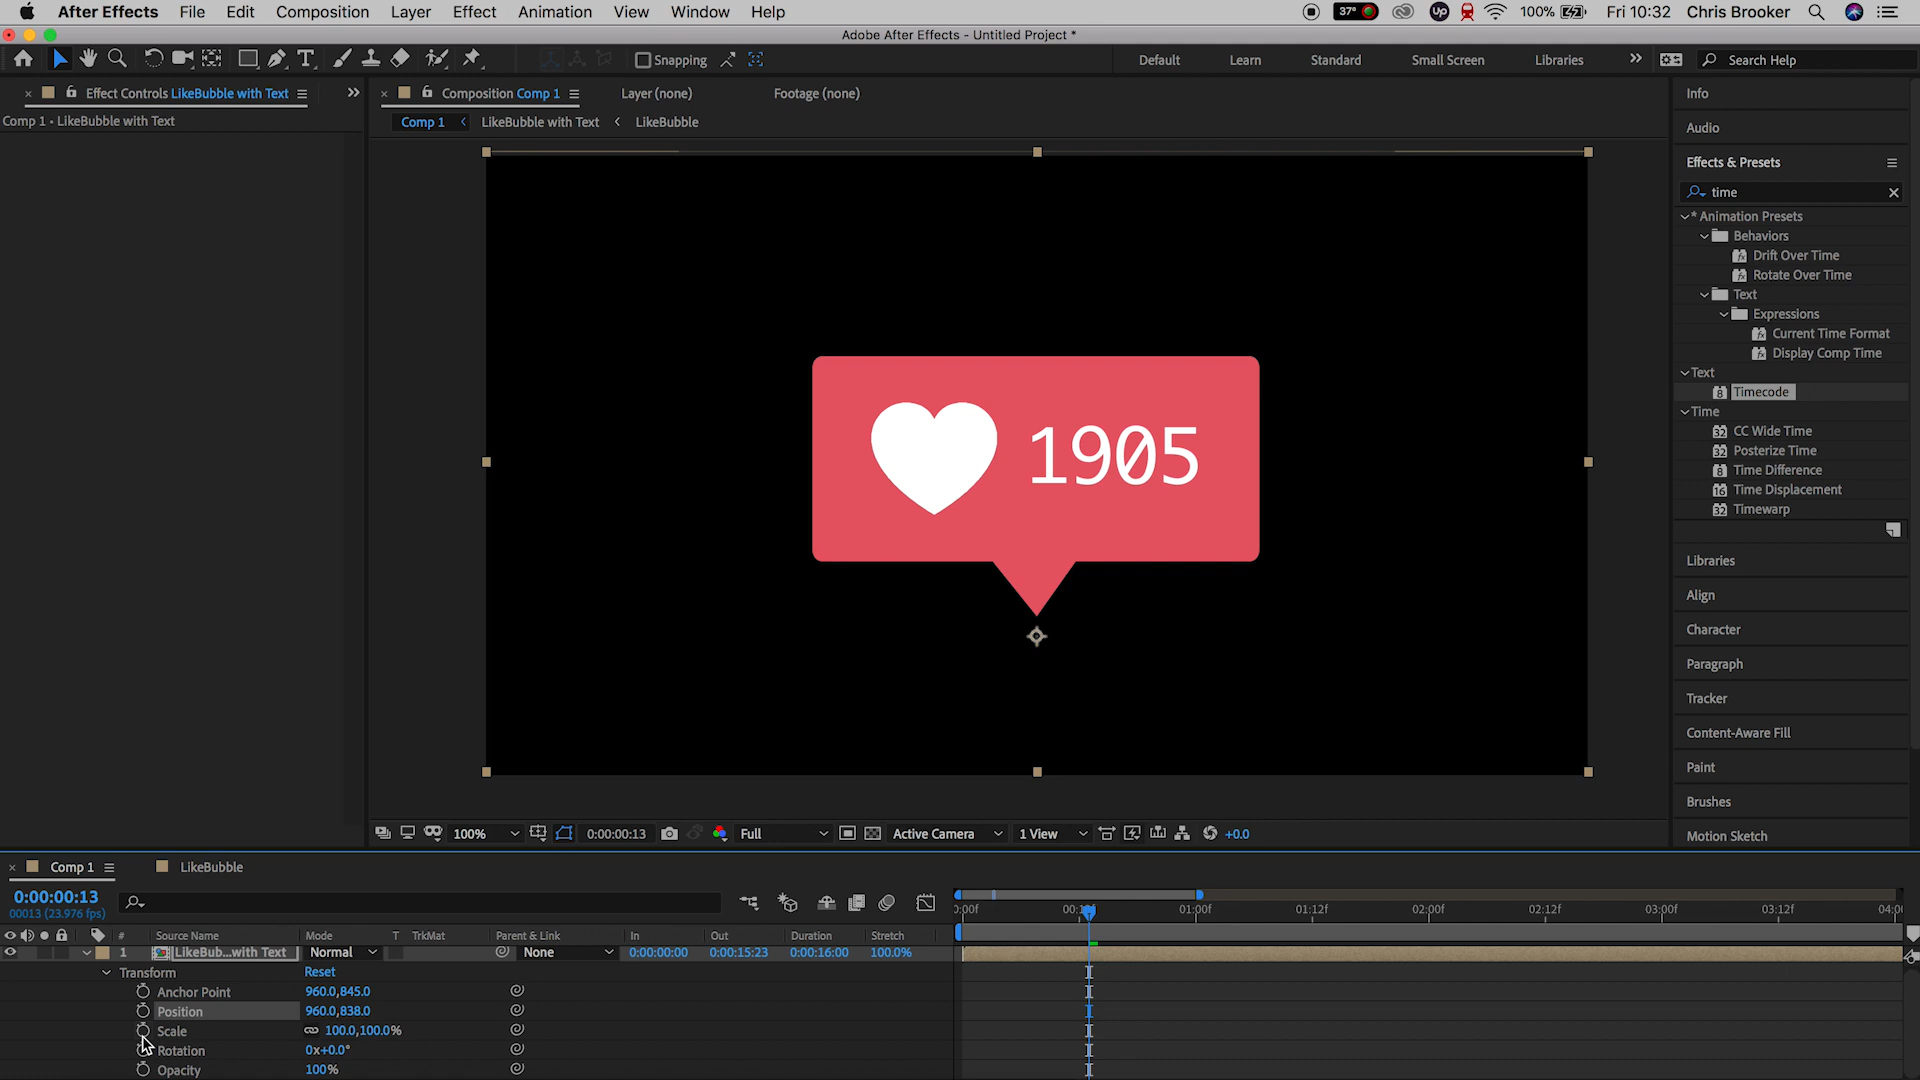 After Effects File Edit Composition Layer Effect Animation View Window Help 37° Up 100% Fri 10:32 Chris Brooker
Adobe After Effects - Untitled Project *
Snapping Default Learn Standard Small Screen Libraries Search Help
Effect Controls LikeBubble with Text
Comp 1 • LikeBubble with Text
Composition Comp 1 Layer (none) Footage (none)
Comp 1 LikeBubble with Text LikeBubble
1905
100% 0:00:00:13 Full Active Camera 1 View +0.0
Info
Audio
Effects & Presets
time
* Animation Presets
Behaviors
Drift Over Time
Rotate Over Time
Text
Expressions
Current Time Format
Display Comp Time
Text
8 Timecode
Time
32 CC Wide Time
32 Posterize Time
8 Time Difference
16 Time Displacement
32 Timewarp
Libraries
Align
Character
Paragraph
Tracker
Content-Aware Fill
Paint
Brushes
Motion Sketch
Comp 1 LikeBubble
0:00:00:13
00013 (23.976 fps)
# Source Name Mode T TrkMat Parent & Link In Out Duration Stretch
1 LikeBub...with Text Normal None 0:00:00:00 0:00:15:23 0:00:16:00 100.0%
Transform Reset
Anchor Point 960.0,845.0
Position 960.0,838.0
Scale 100.0,100.0%
Rotation 0x+0.0°
Opacity 100%
01:00f 01:12f 02:00f 02:12f 03:00f 03:12f